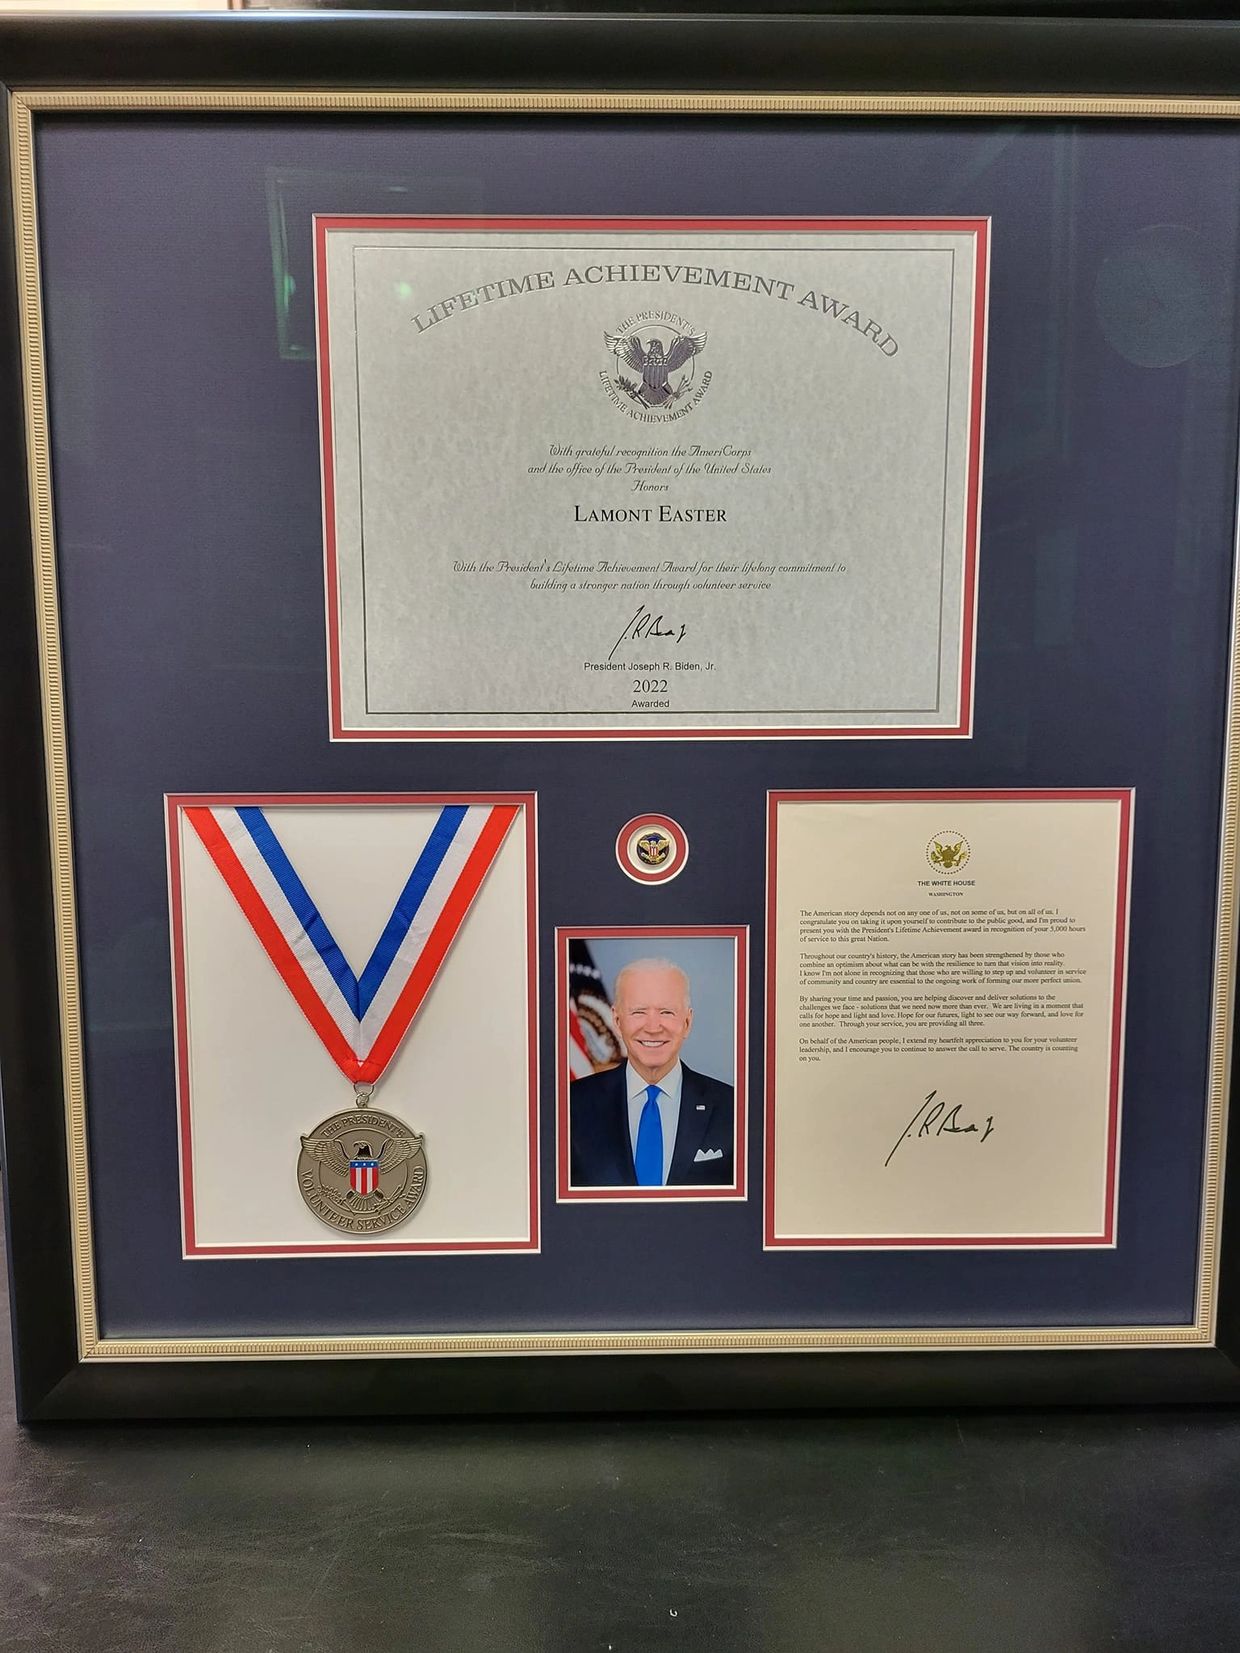 LIFETIME ACHIEVEMENT AWARD
THE PRESIDENT'S
LIFETIME ACHIEVEMENT AWARD
With grateful recognition the AmeriCorps
and the office of the President of the United States
Honors
LAMONT EASTER
With the President's Lifetime Achievement Award for their lifelong commitment to
building a stronger nation through volunteer service
President Joseph R. Biden, Jr.
2022
Awarded
THE PRESIDENT'S
VOLUNTEER SERVICE AWARD
THE WHITE HOUSE
WASHINGTON
The American story depends not on any one of us, not on some of us, but on all of us. I
congratulate you on taking it upon yourself to contribute to the public good, and I'm proud to
present you with the President's Lifetime Achievement award in recognition of your 5,000 hours
of service to this great Nation.
Throughout our country's history, the American story has been strengthened by those who
combine an optimism about what can be with the resilience to turn that vision into reality.
I know I'm not alone in recognizing that those who are willing to step up and volunteer in service
of community and country are essential to the ongoing work of forming our more perfect union.
By sharing your time and passion, you are helping discover and deliver solutions to the
challenges we face - solutions that we need now more than ever. We are living in a moment that
calls for hope and light and love. Hope for our futures, light to see our way forward, and love for
one another. Through your service, you are providing all three.
On behalf of the American people, I extend my heartfelt appreciation to you for your volunteer
leadership, and I encourage you to continue to answer the call to serve. The country is counting
on you.